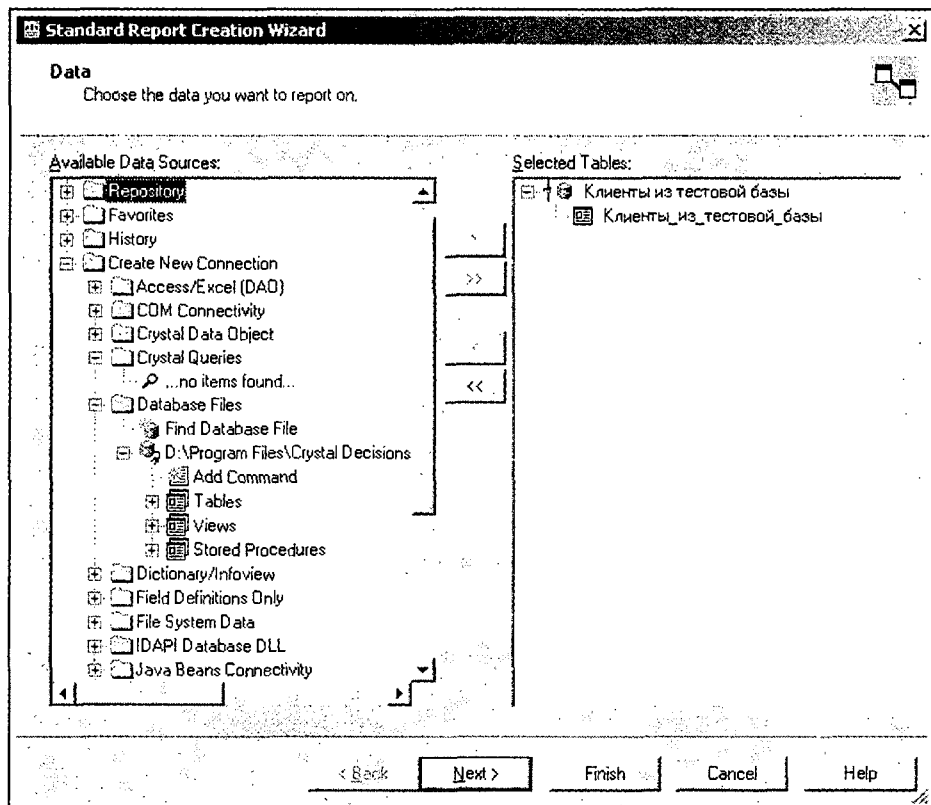 Standard Report Creation Wizard
Data
Choose the data you want to report on.
Available Data Sources:
Repository
Favorites
History
Create New Connection
Access/Excel (DAO)
COM Connectivity
Crystal Data Object
Crystal Queries
...no items found...
Database Files
Find Database File
D:\Program Files\Crystal Decisions
Add Command
Tables
Views
Stored Procedures
Dictionary/Infoview
Field Definitions Only
File System Data
IDAPI Database DLL
Java Beans Connectivity
>
>>
<
<<
Selected Tables:
Клиенты из тестовой базы
Клиенты_из_тестовой_базы
< Back
Next >
Finish
Cancel
Help